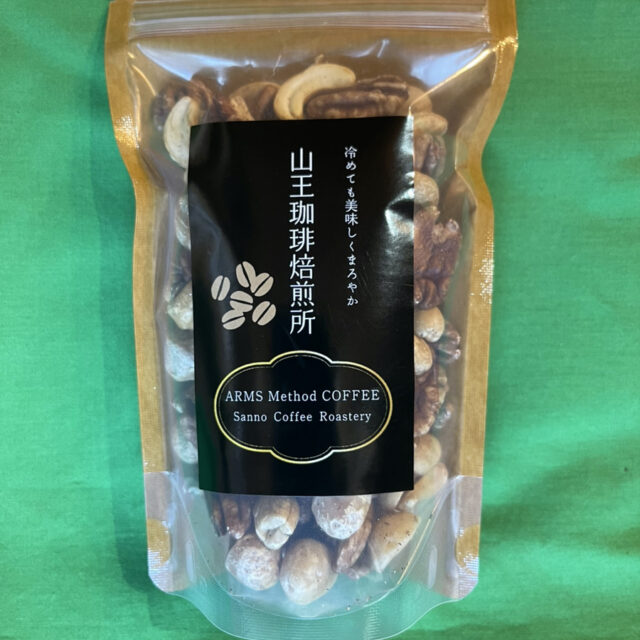 冷めても美味しくまろやか
山王珈琲焙煎所
ARMS Method COFFEE
Sanno Coffee Roastery